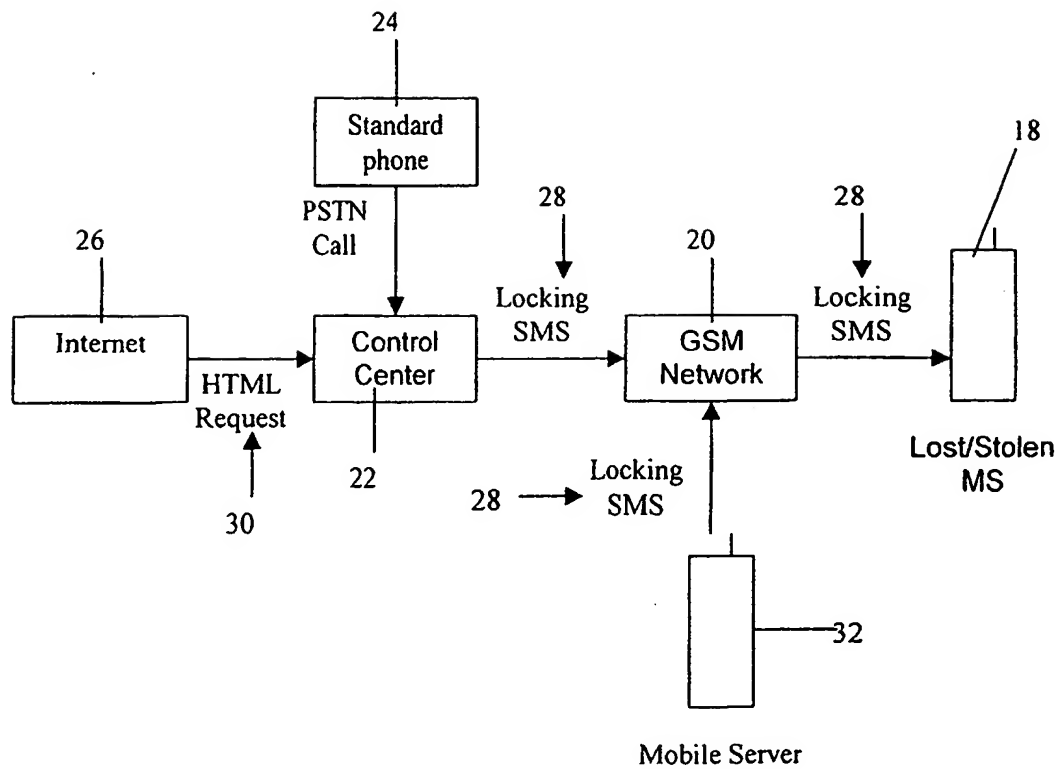 24
Standard
phone
18
PSTN
Call
28
20
28
26
Locking
SMS
Locking
SMS
Internet
Control
Center
GSM
Network
HTML
Request
22
Lost/Stolen
MS
30
28
Locking
SMS
32
Mobile Server